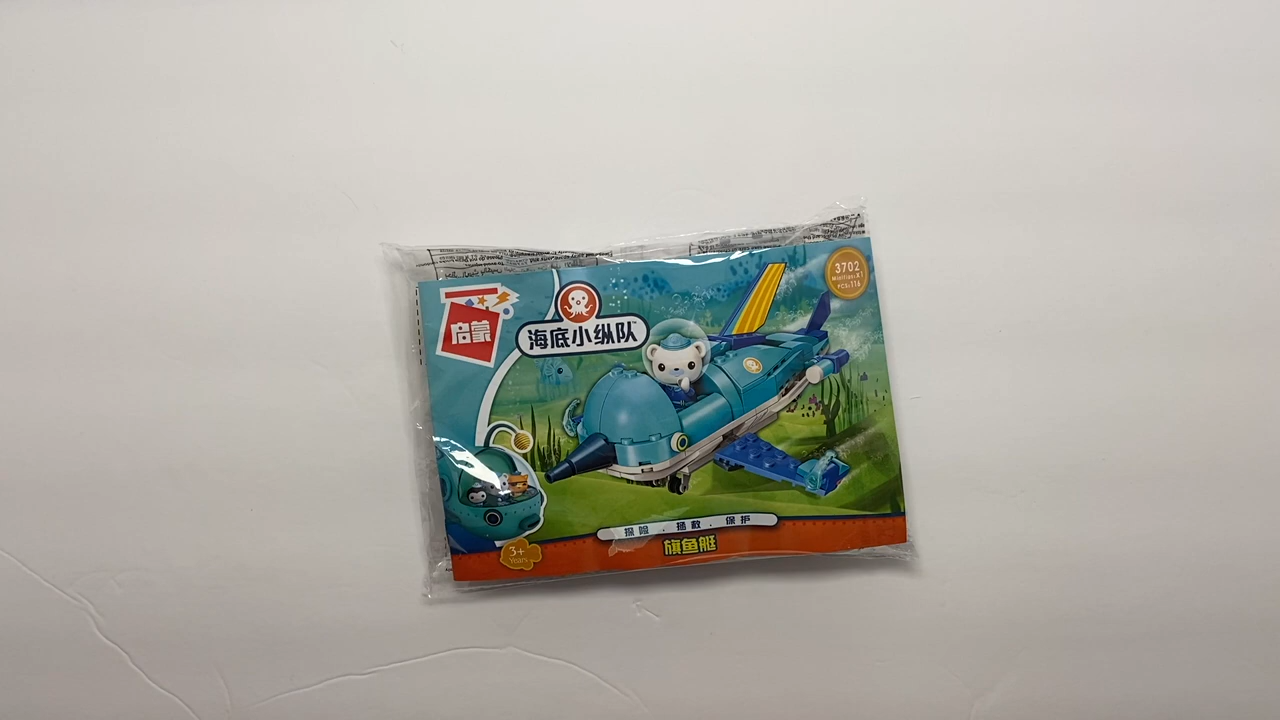 启蒙
海底小纵队
3702
Minifigs:X1
PCS:116
探险 . 拯救 . 保护
旗鱼艇
3+
Years